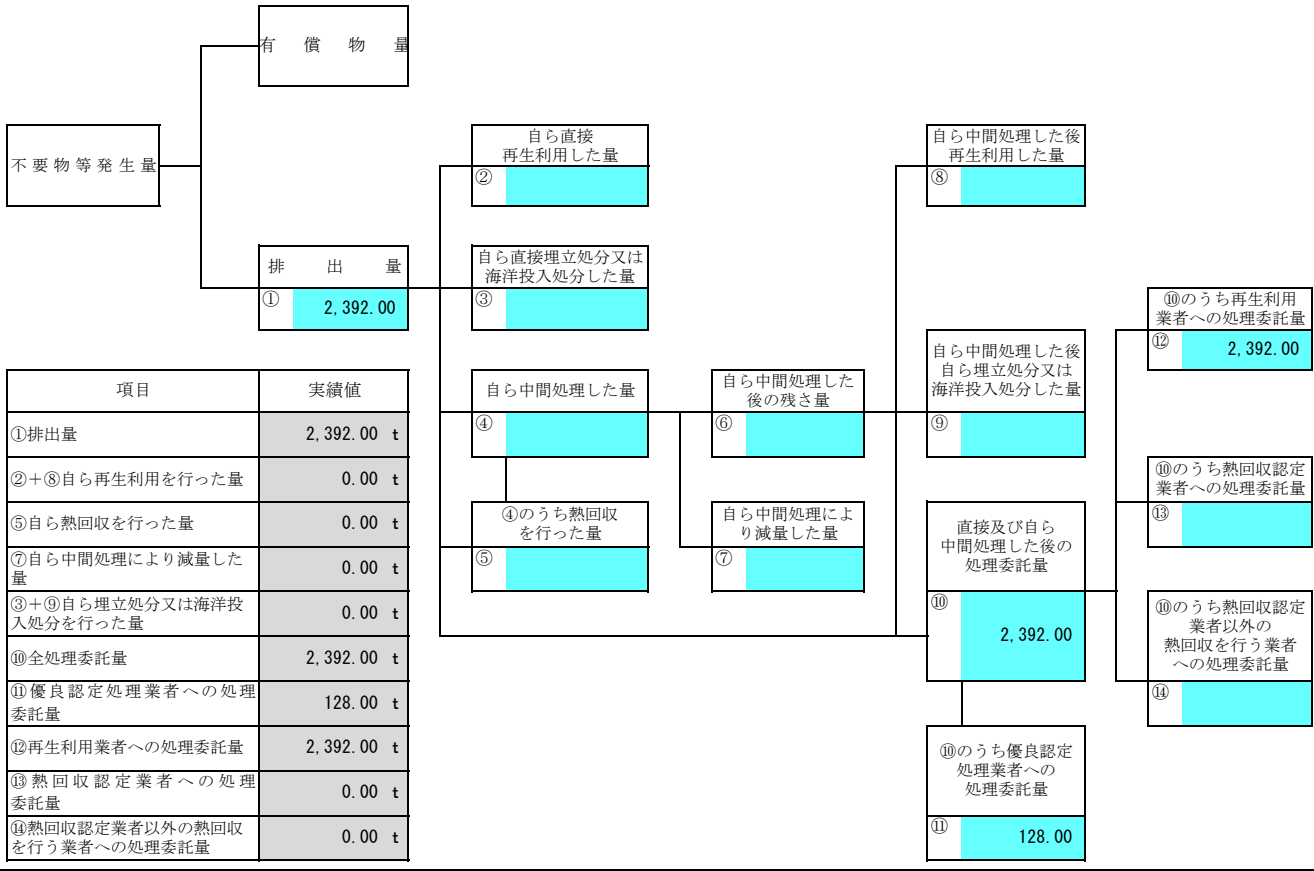 有償物量
不要物等発生量
排出量
① 2,392.00
自ら直接
再生利用した量
②
自ら直接埋立処分又は
海洋投入処分した量
③
自ら中間処理した量
④
④のうち熱回収
を行った量
⑤
自ら中間処理した
後の残さ量
⑥
自ら中間処理によ
り減量した量
⑦
自ら中間処理した後
再生利用した量
⑧
自ら中間処理した後
自ら埋立処分又は
海洋投入処分した量
⑨
直接及び自ら
中間処理した後の
処理委託量
⑩ 2,392.00
⑩のうち優良認定
処理業者への
処理委託量
⑪ 128.00
⑩のうち再生利用
業者への処理委託量
⑫ 2,392.00
⑩のうち熱回収認定
業者への処理委託量
⑬
⑩のうち熱回収認定
業者以外の
熱回収を行う業者
への処理委託量
⑭
項目 実績値
①排出量 2,392.00 t
②+⑧自ら再生利用を行った量 0.00 t
⑤自ら熱回収を行った量 0.00 t
⑦自ら中間処理により減量した
量 0.00 t
③+⑨自ら埋立処分又は海洋投
入処分を行った量 0.00 t
⑩全処理委託量 2,392.00 t
⑪優良認定処理業者への処理
委託量 128.00 t
⑫再生利用業者への処理委託量 2,392.00 t
⑬熱回収認定業者への処理
委託量 0.00 t
⑭熱回収認定業者以外の熱回収
を行う業者への処理委託量 0.00 t